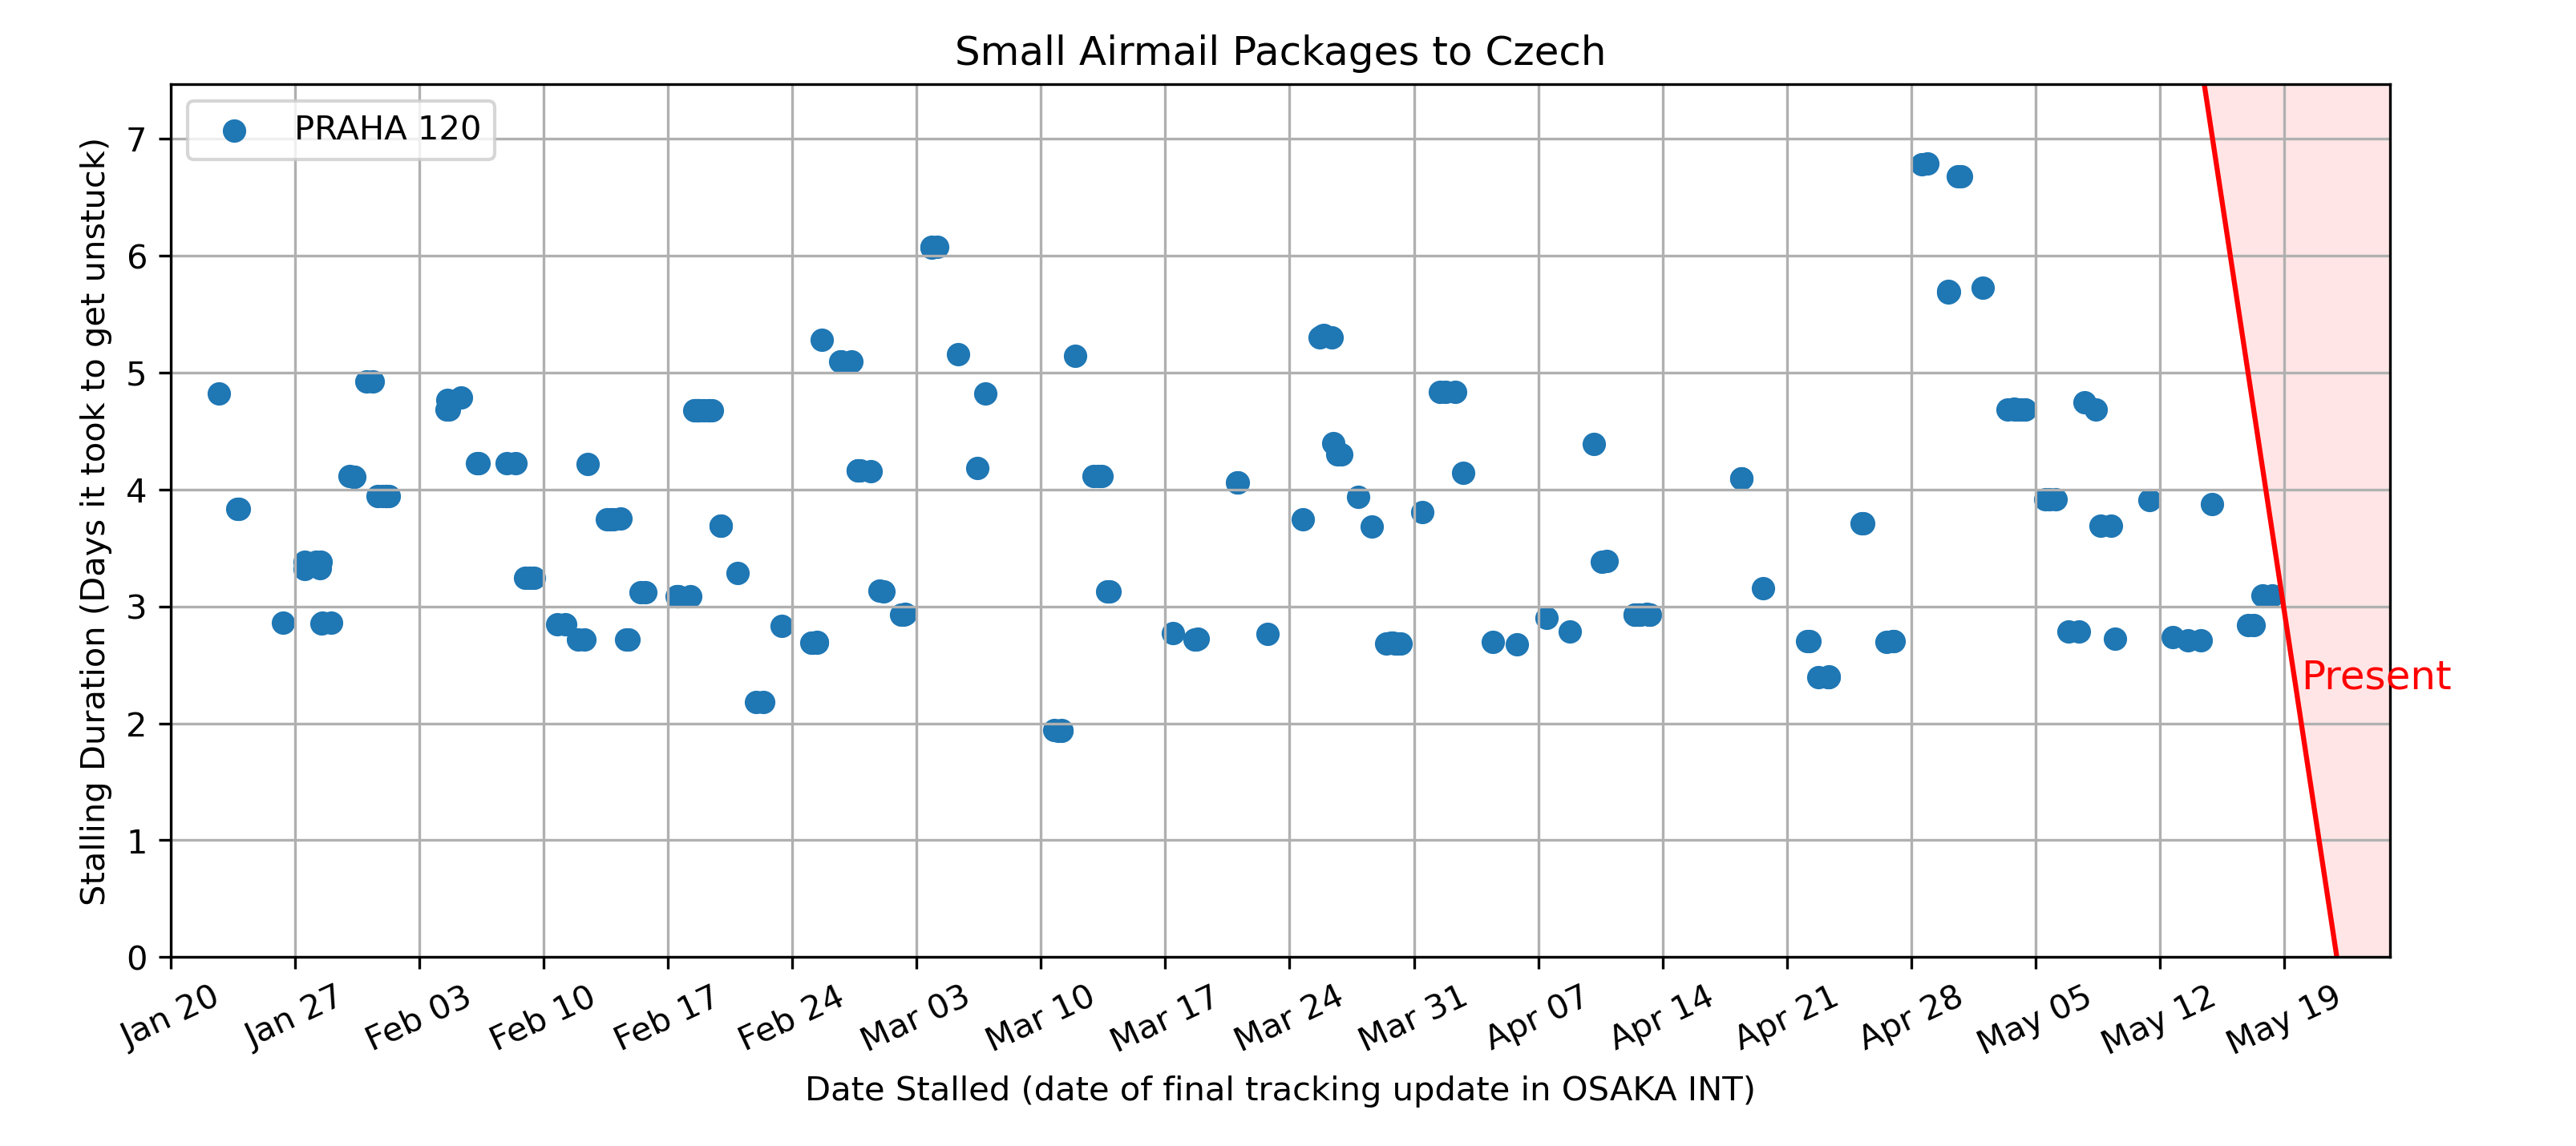 Small Airmail Packages to Czech
PRAHA 120
Stalling Duration (Days it took to get unstuck)
7
6
5
4
3
2
1
0
Present
Jan 20
Jan 27
Feb 03
Feb 10
Feb 17
Feb 24
Mar 03
Mar 10
Mar 17
Mar 24
Mar 31
Apr 07
Apr 14
Apr 21
Apr 28
May 05
May 12
May 19
Date Stalled (date of final tracking update in OSAKA INT)